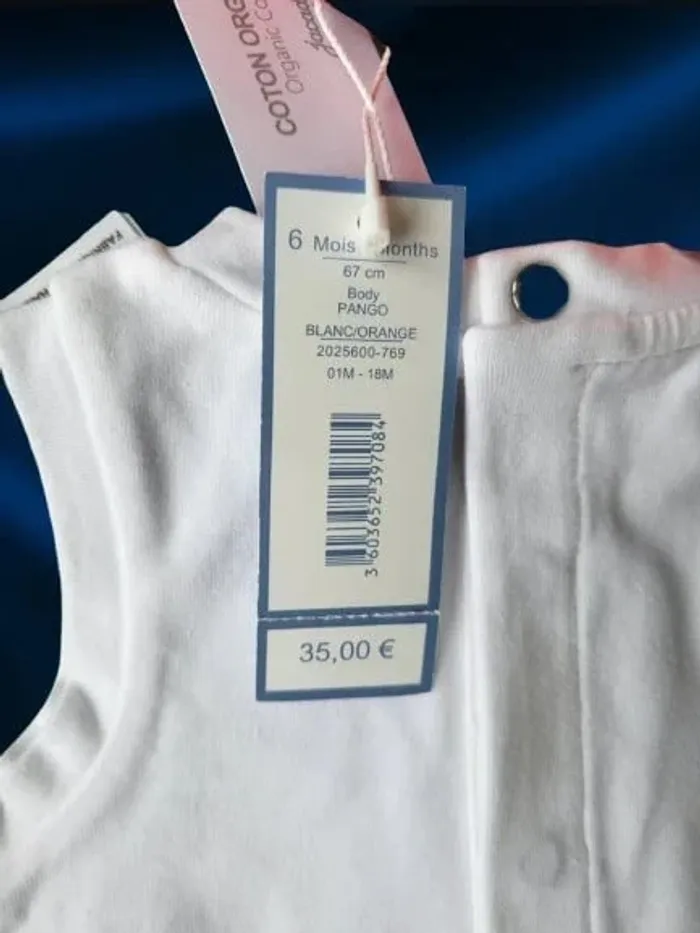 COTON ORG
Organic Co
6 Mois
67 cm
Body
PANGO
BLANC/ORANGE
2025600-769
01M - 18M
3 603652 397084
35,00 €